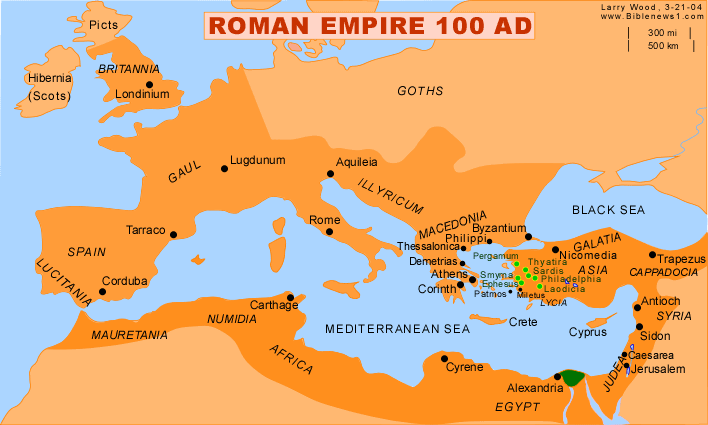 ROMAN EMPIRE 100 AD
Larry Wood, 3-21-04
www.Biblenews1.com
300 mi
500 km
Picts
Hibernia
(Scots)
BRITANNIA
Londinium
GOTHS
GAUL
Lugdunum
Aquileia
ILLYRICUM
BLACK SEA
Tarraco
Rome
MACEDONIA
Byzantium
Philippi
Thessalonica
GALATIA
Nicomedia
Trapezus
CAPPADOCIA
SPAIN
LUCITANIA
Corduba
Demetrias
Pergamum
Thyatira
Sardis
ASIA
Athens
Smyrna
Philadelphia
Corinth
Ephesus
Laodicia
Patmos
Miletus
LYCIA
Carthage
Antioch
SYRIA
MAURETANIA
NUMIDIA
MEDITERRANEAN SEA
Crete
Cyprus
Sidon
AFRICA
Cyrene
Caesarea
JUDEA
Jerusalem
Alexandria
EGYPT